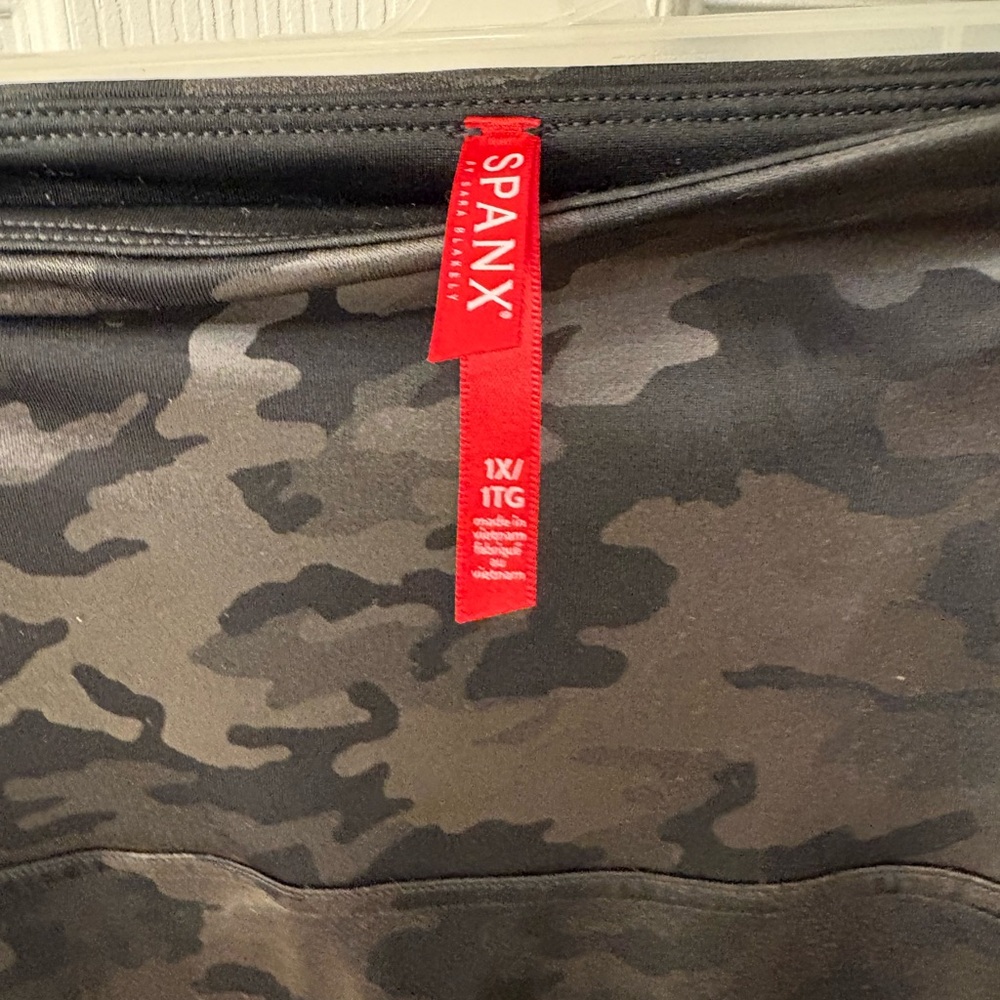 SPANX®
BY SARA BLAKELY
1X/
1TG
made in
vietnam
fabriqué
au
vietnam